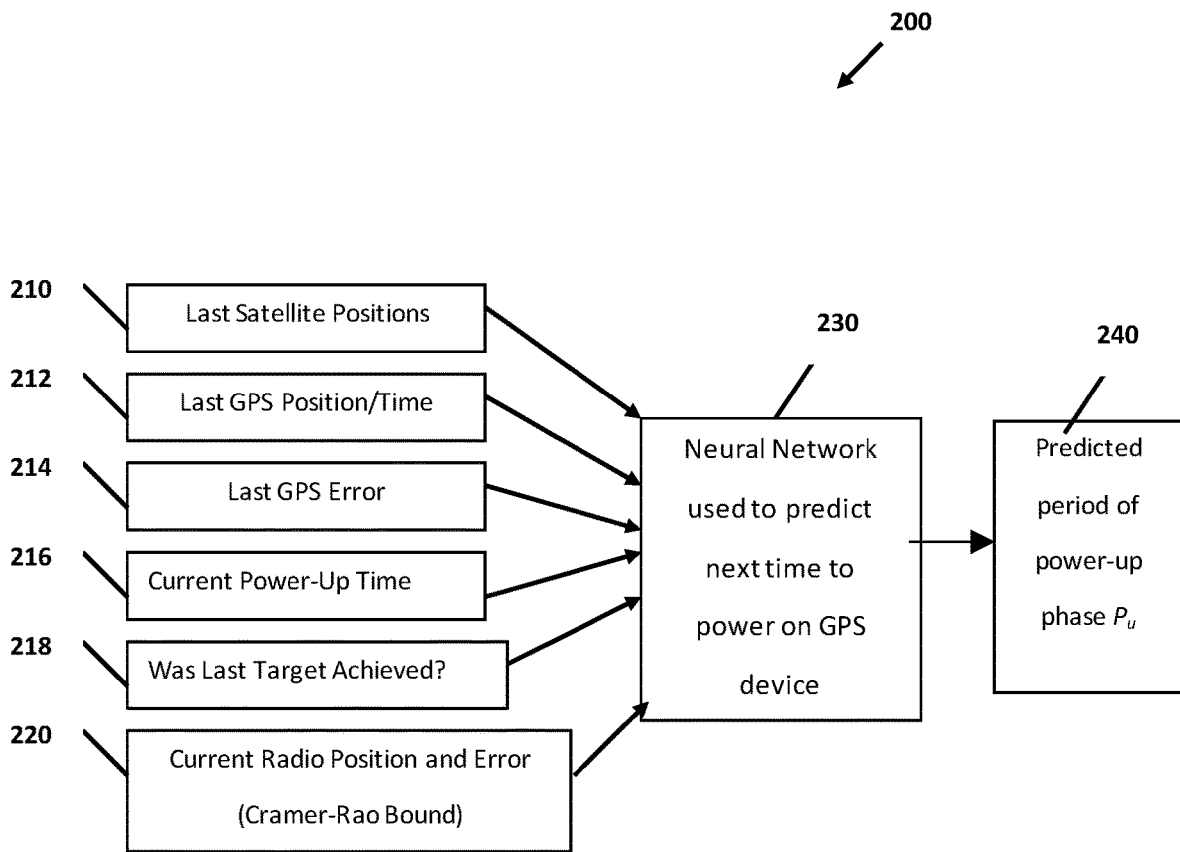 200
210
Last Satellite Positions
212
Last GPS Position/Time
214
Last GPS Error
216
Current Power-Up Time
218
Was Last Target Achieved?
220
Current Radio Position and Error
(Cramer-Rao Bound)
230
Neural Network
used to predict
next time to
power on GPS
device
240
Predicted
period of
power-up
phase Pu